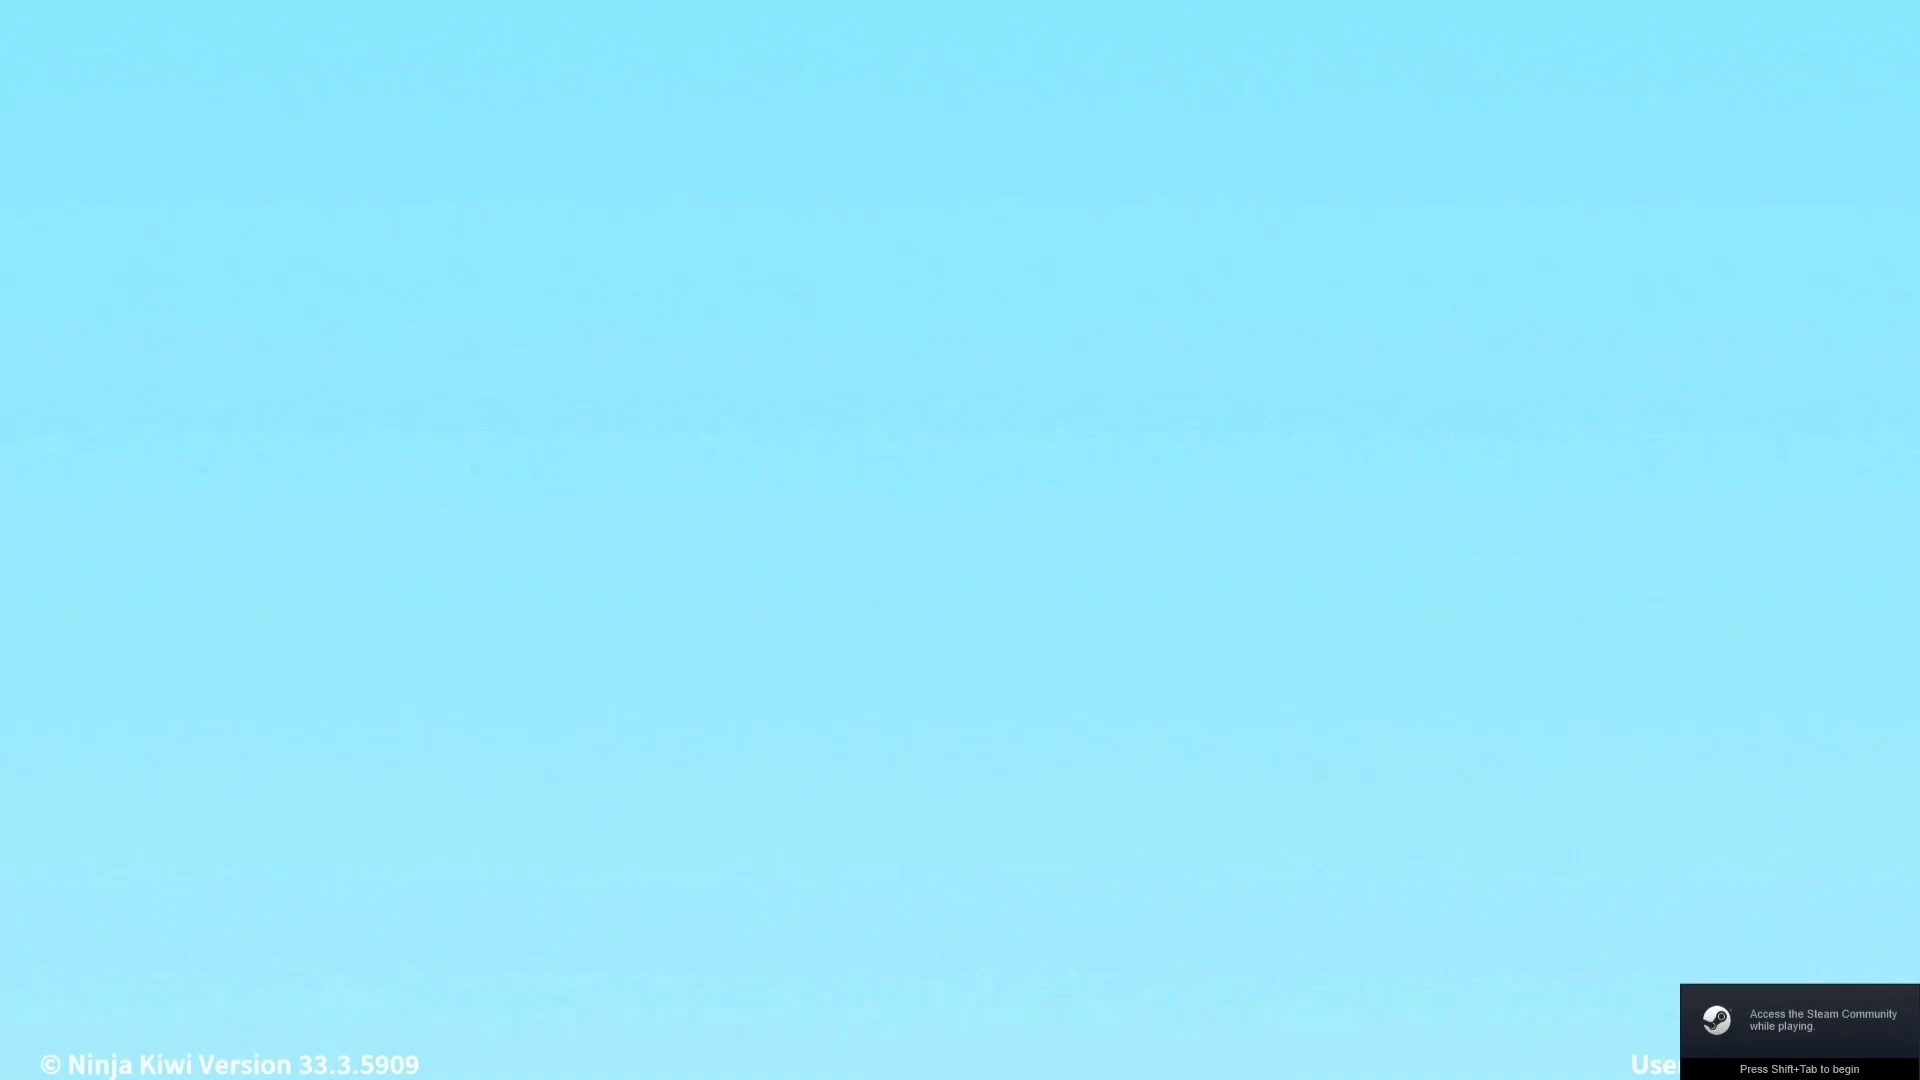 Access the Steam Community
while playing.
© Ninja Kiwi Version 33.3.5909
Press Shift+Tab to begin